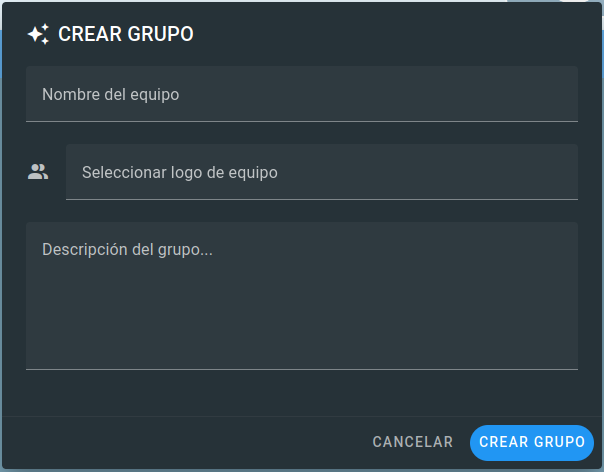 CREAR GRUPO
Nombre del equipo
Seleccionar logo de equipo
Descripción del grupo...
CANCELAR CREAR GRUPO